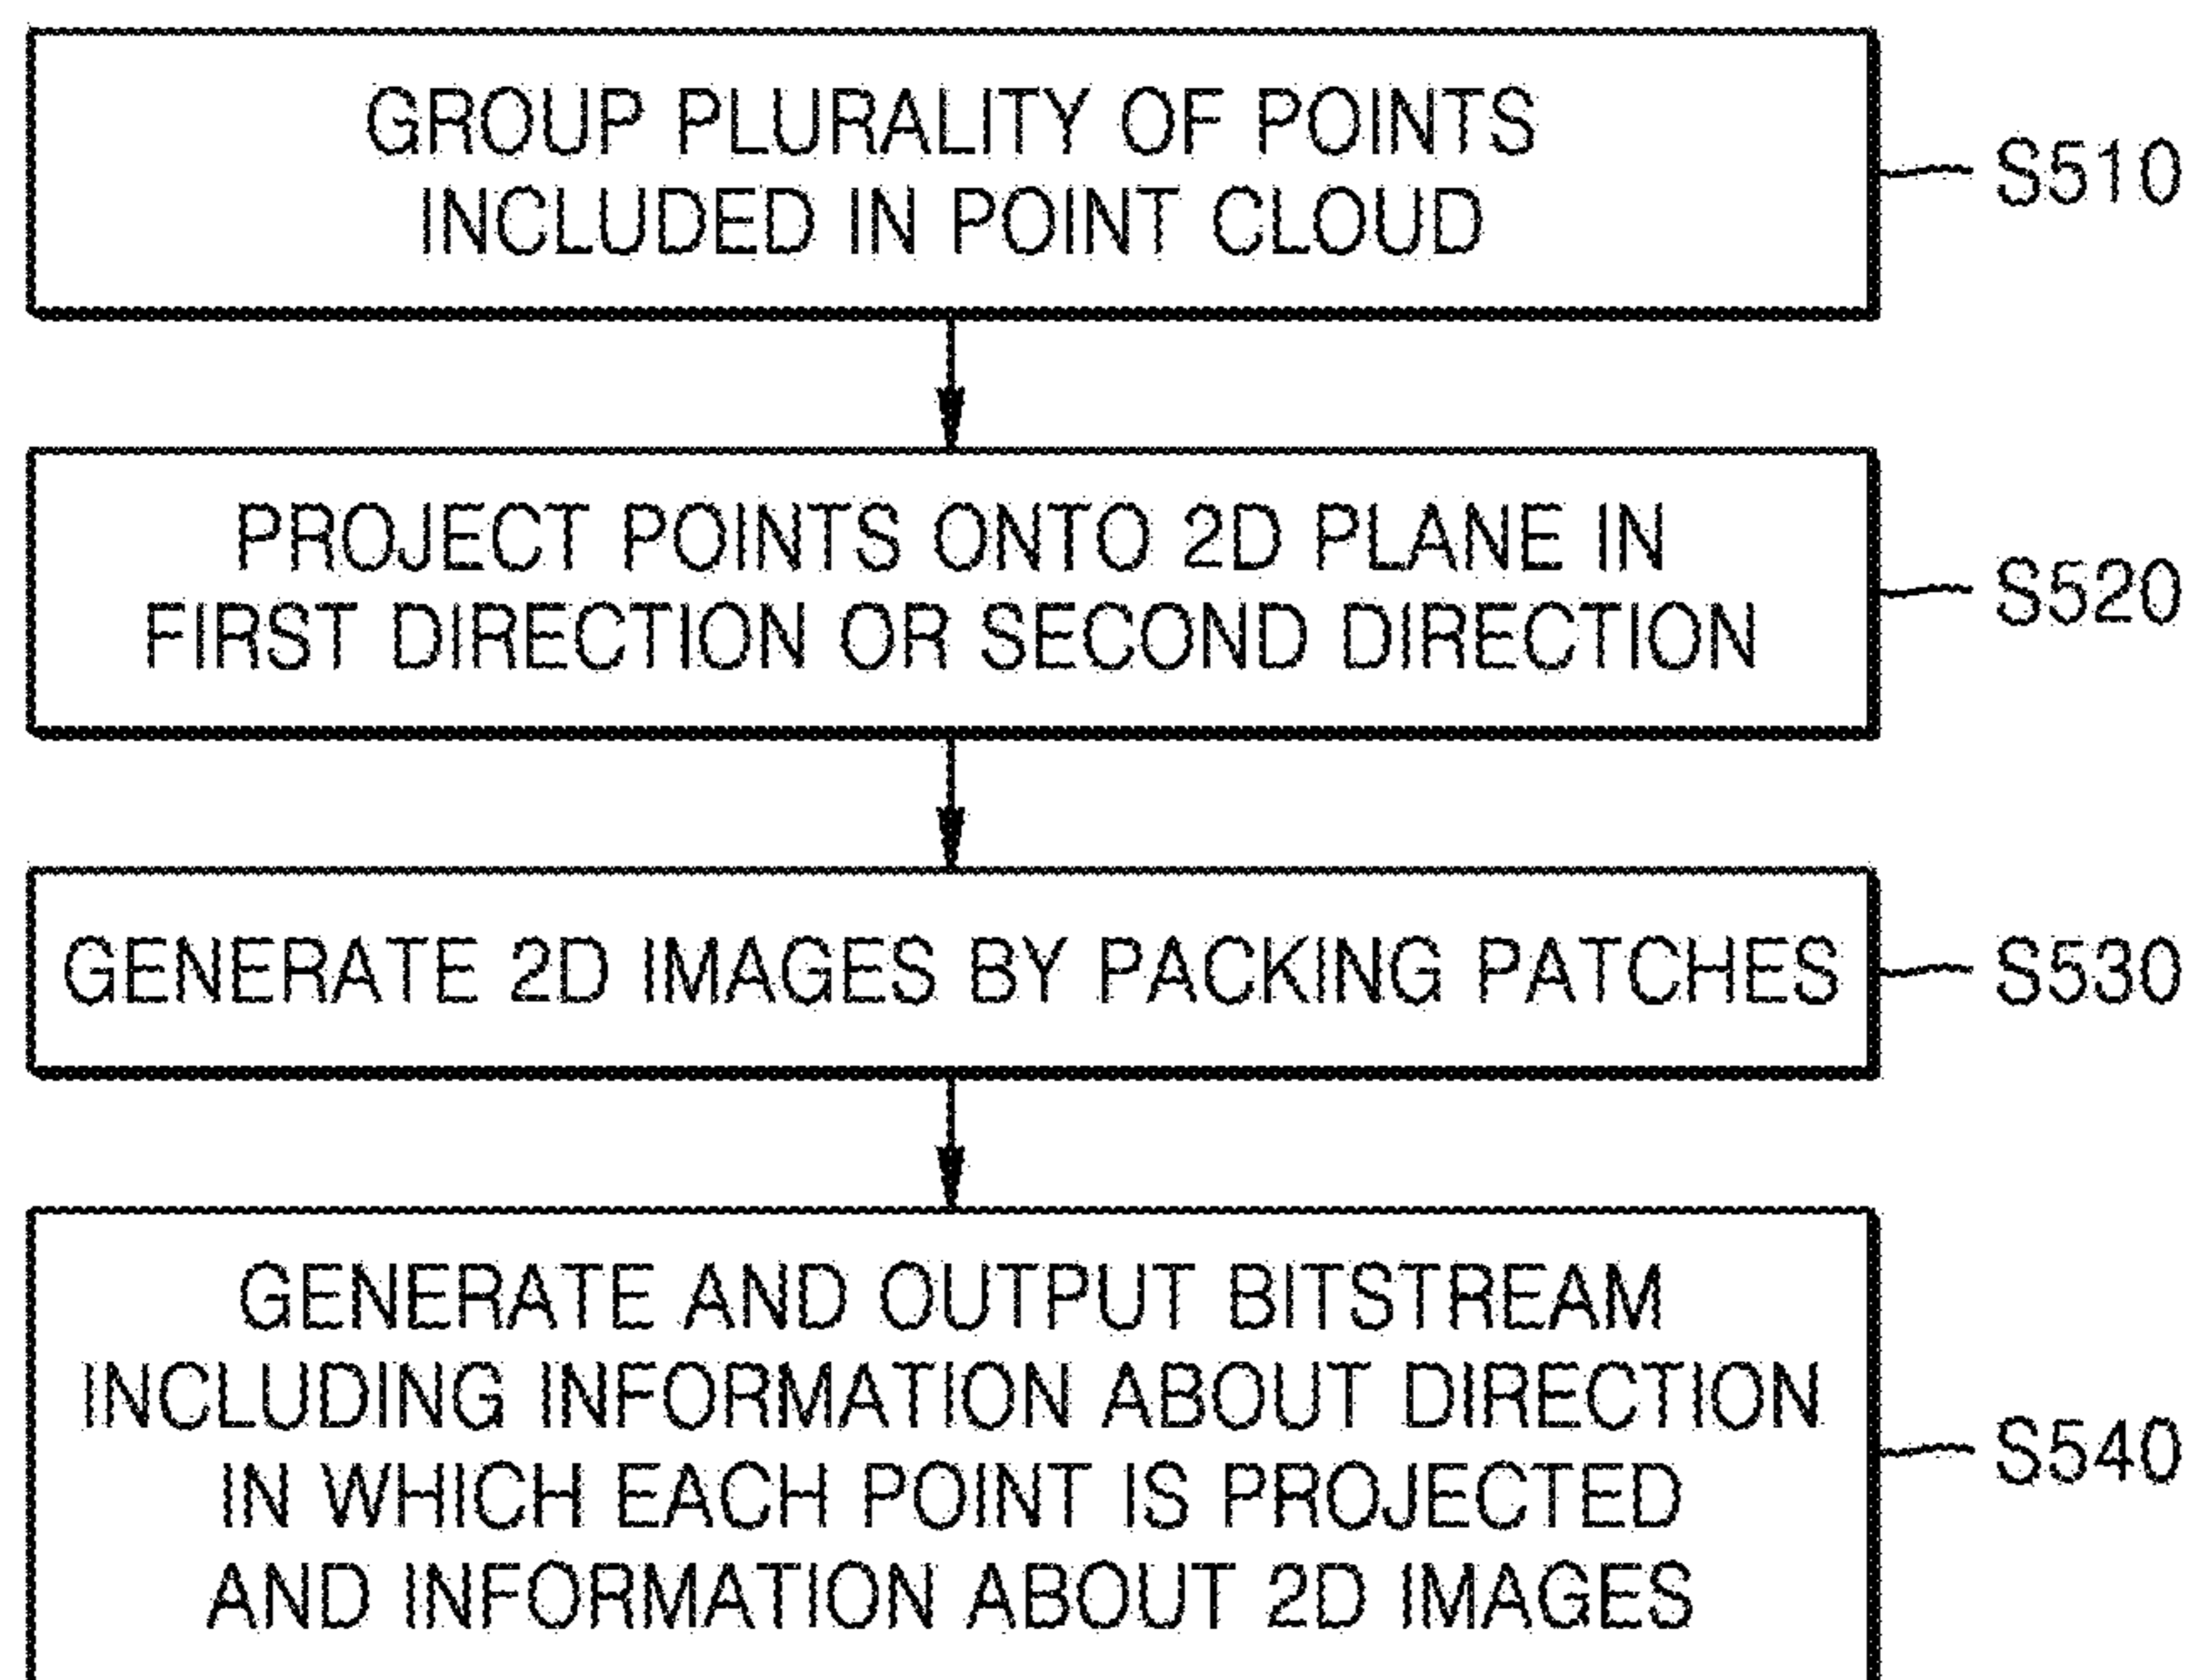 GROUP PLURALITY OF POINTS
INCLUDED IN POINT CLOUD
S510
PROJECT POINTS ONTO 2D PLANE IN
FIRST DIRECTION OR SECOND DIRECTION
S520
GENERATE 2D IMAGES BY PACKING PATCHES
S530
GENERATE AND OUTPUT BITSTREAM
INCLUDING INFORMATION ABOUT DIRECTION
IN WHICH EACH POINT IS PROJECTED
AND INFORMATION ABOUT 2D IMAGES
S540